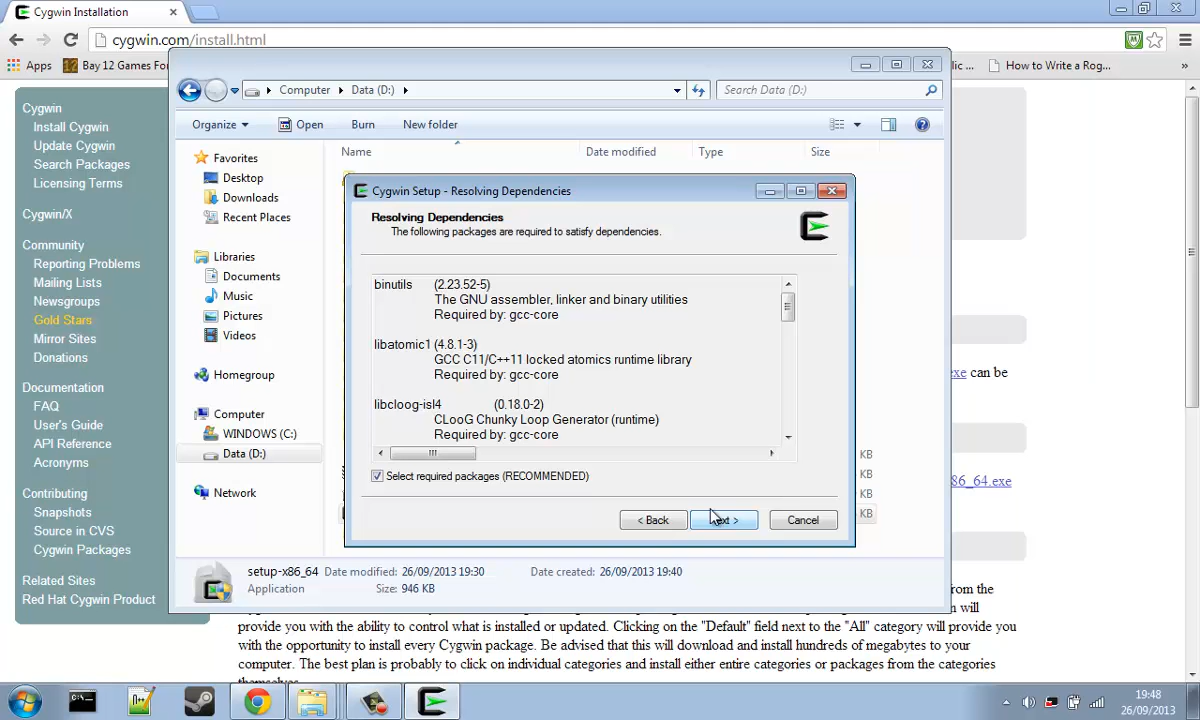 Cygwin Installation
cygwin.com/install.html
Apps
Bay 12 Games For
lic ...
How to Write a Rog...
»
Cygwin
Install Cygwin
Update Cygwin
Search Packages
Licensing Terms
Cygwin/X
Community
Reporting Problems
Mailing Lists
Newsgroups
Gold Stars
Mirror Sites
Donations
Documentation
FAQ
User's Guide
API Reference
Acronyms
Contributing
Snapshots
Source in CVS
Cygwin Packages
Related Sites
Red Hat Cygwin Product
Computer
Data (D:)
Search Data (D:)
Organize
Open
Burn
New folder
Name
Date modified
Type
Size
Favorites
Desktop
Downloads
Recent Places
Libraries
Documents
Music
Pictures
Videos
Homegroup
Computer
WINDOWS (C:)
Data (D:)
Network
Cygwin Setup - Resolving Dependencies
Resolving Dependencies
The following packages are required to satisfy dependencies.
binutils (2.23.52-5)
The GNU assembler, linker and binary utilities
Required by: gcc-core
libatomic1 (4.8.1-3)
GCC C11/C++11 locked atomics runtime library
Required by: gcc-core
libcloog-isl4 (0.18.0-2)
CLooG Chunky Loop Generator (runtime)
Required by: gcc-core
Select required packages (RECOMMENDED)
< Back
>
Cancel
KB
KB
KB
KB
exe can be
86_64.exe
setup-x86_64 Date modified: 26/09/2013 19:30 Date created: 26/09/2013 19:40
Application Size: 946 KB
from the
will
provide you with the ability to control what is installed or updated. Clicking on the "Default" field next to the "All" category will provide you
with the opportunity to install every Cygwin package. Be advised that this will download and install hundreds of megabytes to your
computer. The best plan is probably to click on individual categories and install either entire categories or packages from the categories
themselves.
19:48
26/09/2013